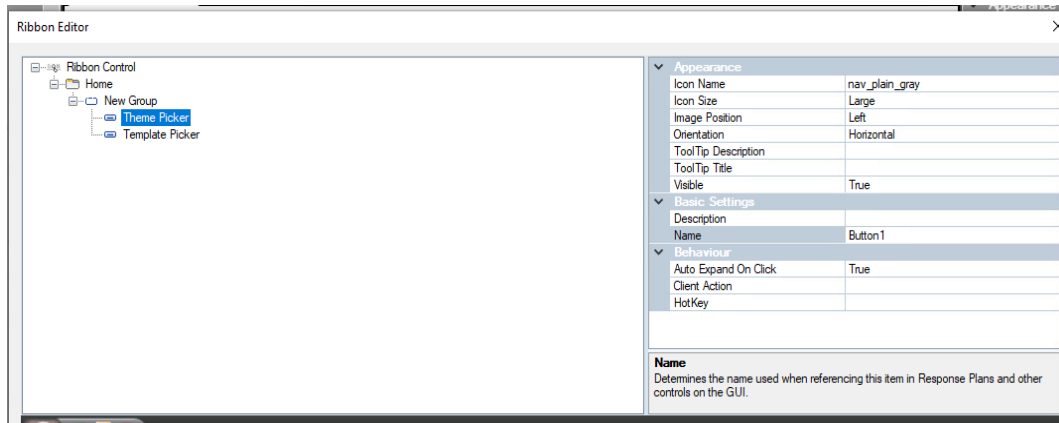 Appearance
Ribbon Editor
Ribbon Control
Home
New Group
Theme Picker
Template Picker
Appearance
Icon Name nav_plain_gray
Icon Size Large
Image Position Left
Orientation Horizontal
ToolTip Description
ToolTip Title
Visible True
Basic Settings
Description
Name Button1
Behaviour
Auto Expand On Click True
Client Action
HotKey
Name
Determines the name used when referencing this item in Response Plans and other
controls on the GUI.